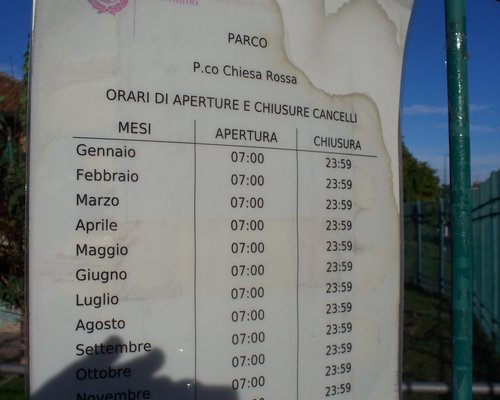 PARCO
P.co Chiesa Rossa
ORARI DI APERTURE E CHIUSURE CANCELLI
MESI APERTURA CHIUSURA
Gennaio 07:00 23:59
Febbraio 07:00 23:59
Marzo 07:00 23:59
Aprile 07:00 23:59
Maggio 07:00 23:59
Giugno 07:00 23:59
Luglio 07:00 23:59
Agosto 07:00 23:59
Settembre 07:00 23:59
Ottobre 07:00 23:59
Novembre 07:00 23:59